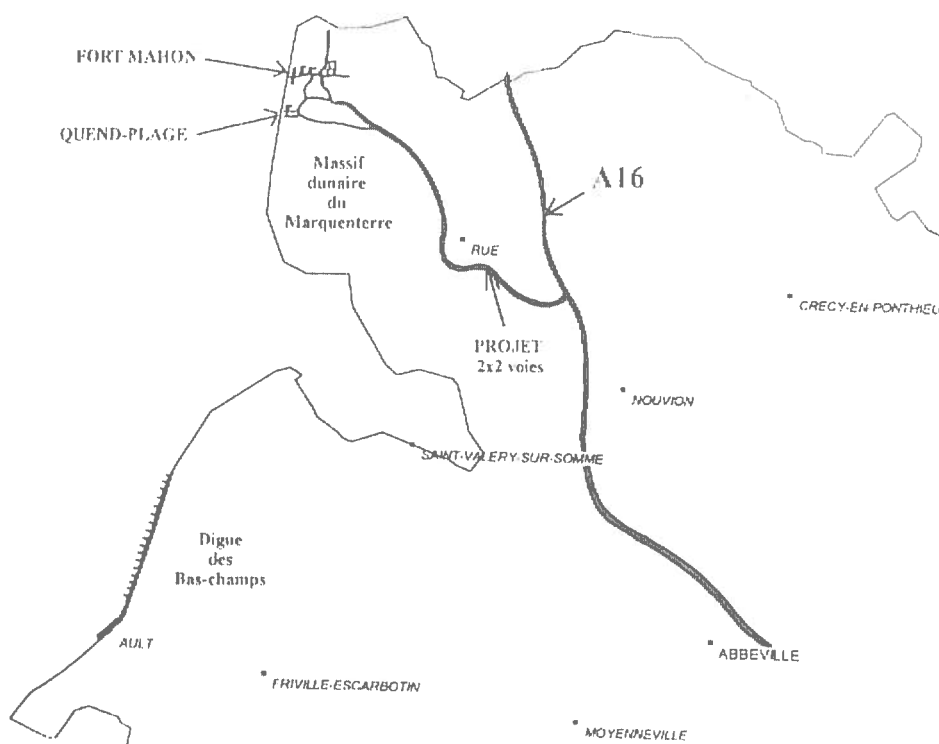 FORT MAHON
QUEND-PLAGE
Massif
dunaire
du
Marquenterre
A16
RUE
CRECY-EN-PONTHIEU
PROJET
2x2 voies
NOUVION
SAINT-VALERY-SUR-SOMME
Digue
des
Bas-champs
AULT
ABBEVILLE
FRIVILLE-ESCARBOTIN
MOYENNEVILLE